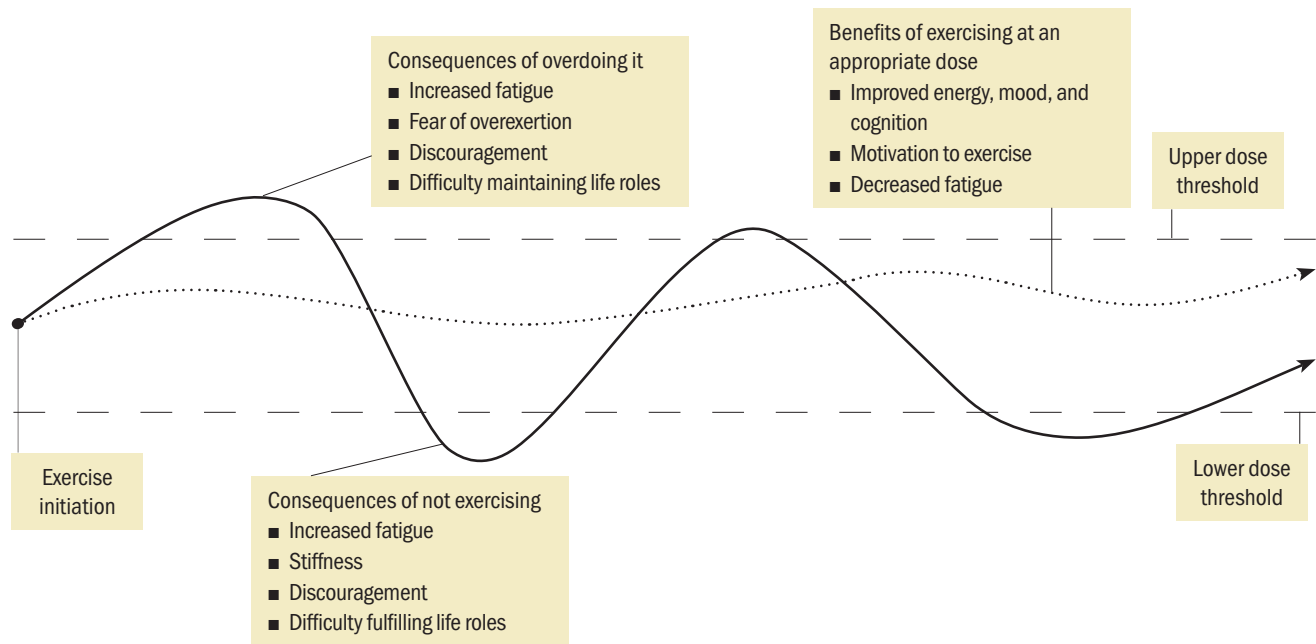 Consequences of overdoing it
■ Increased fatigue
■ Fear of overexertion
■ Discouragement
■ Difficulty maintaining life roles
Benefits of exercising at an
appropriate dose
■ Improved energy, mood, and
cognition
■ Motivation to exercise
■ Decreased fatigue
Upper dose
threshold
Exercise
initiation
Consequences of not exercising
■ Increased fatigue
■ Stiffness
■ Discouragement
■ Difficulty fulfilling life roles
Lower dose
threshold